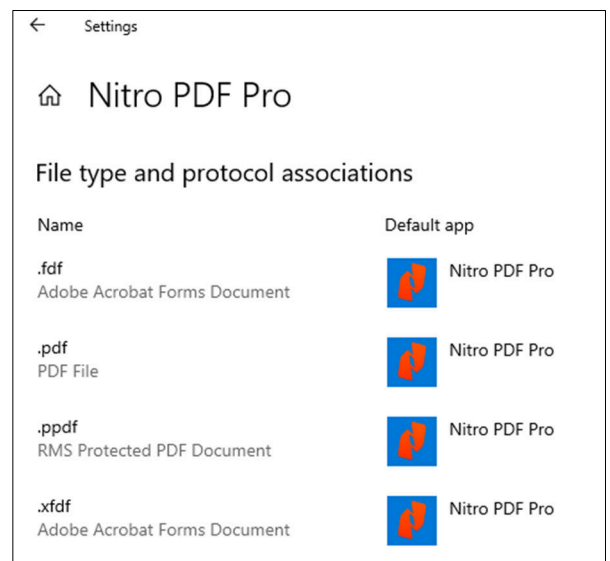 Settings
Nitro PDF Pro
File type and protocol associations
Name Default app
.fdf Nitro PDF Pro
Adobe Acrobat Forms Document
.pdf Nitro PDF Pro
PDF File
.ppdf Nitro PDF Pro
RMS Protected PDF Document
.xfdf Nitro PDF Pro
Adobe Acrobat Forms Document